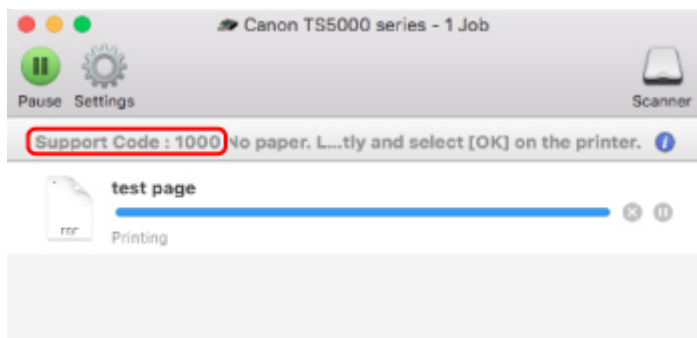 Canon TS5000 series - 1 Job
Pause Settings Scanner
Support Code : 1000 No paper. L...tly and select [OK] on the printer.
test page
Printing